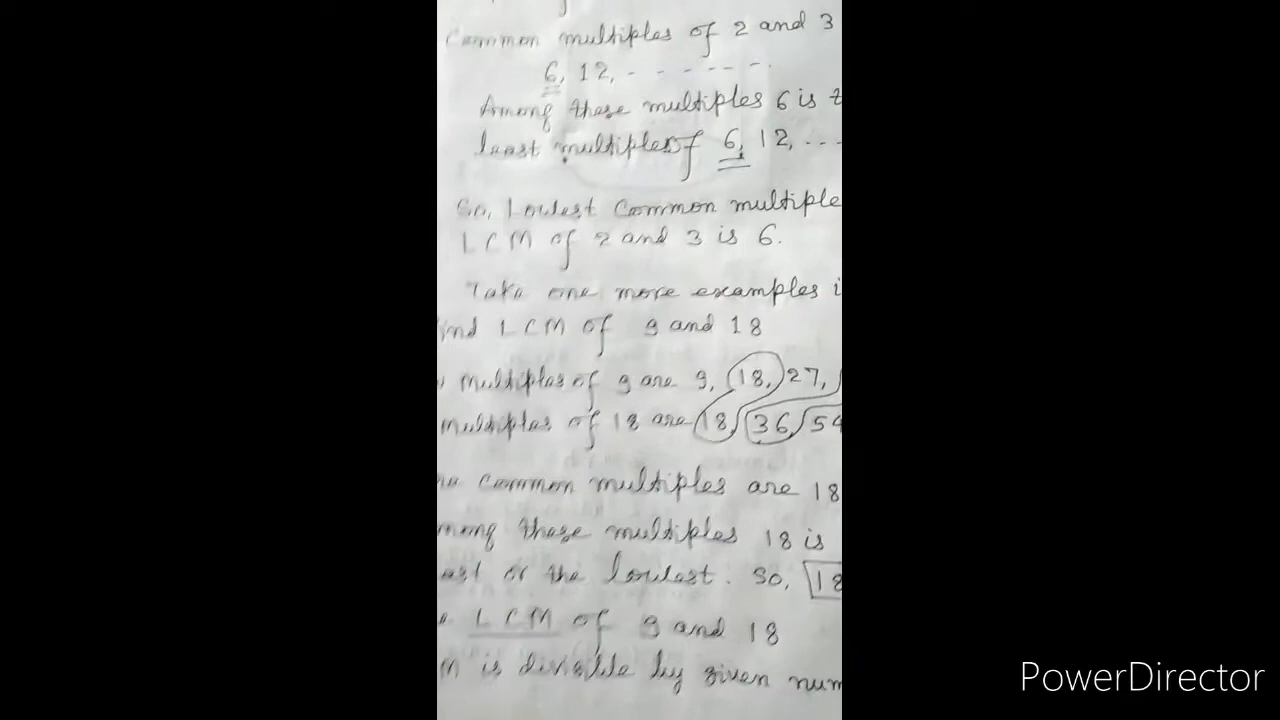 Common multiples of 2 and 3
6, 12, - - - - - - -.
Among these multiples 6 is t
least multiples of 6, 12, ----
So, Lowest Common multiple
LCM of 2 and 3 is 6.
Take one more examples i
ind LCM of 9 and 18
multiples of 9 are 9, 18, 27,
multiples of 18 are 18, 36, 54
common multiples are 18
mong these multiples 18 is
ast or the lowest. So, 18
LCM of 9 and 18
M is divisible by given num
PowerDirector